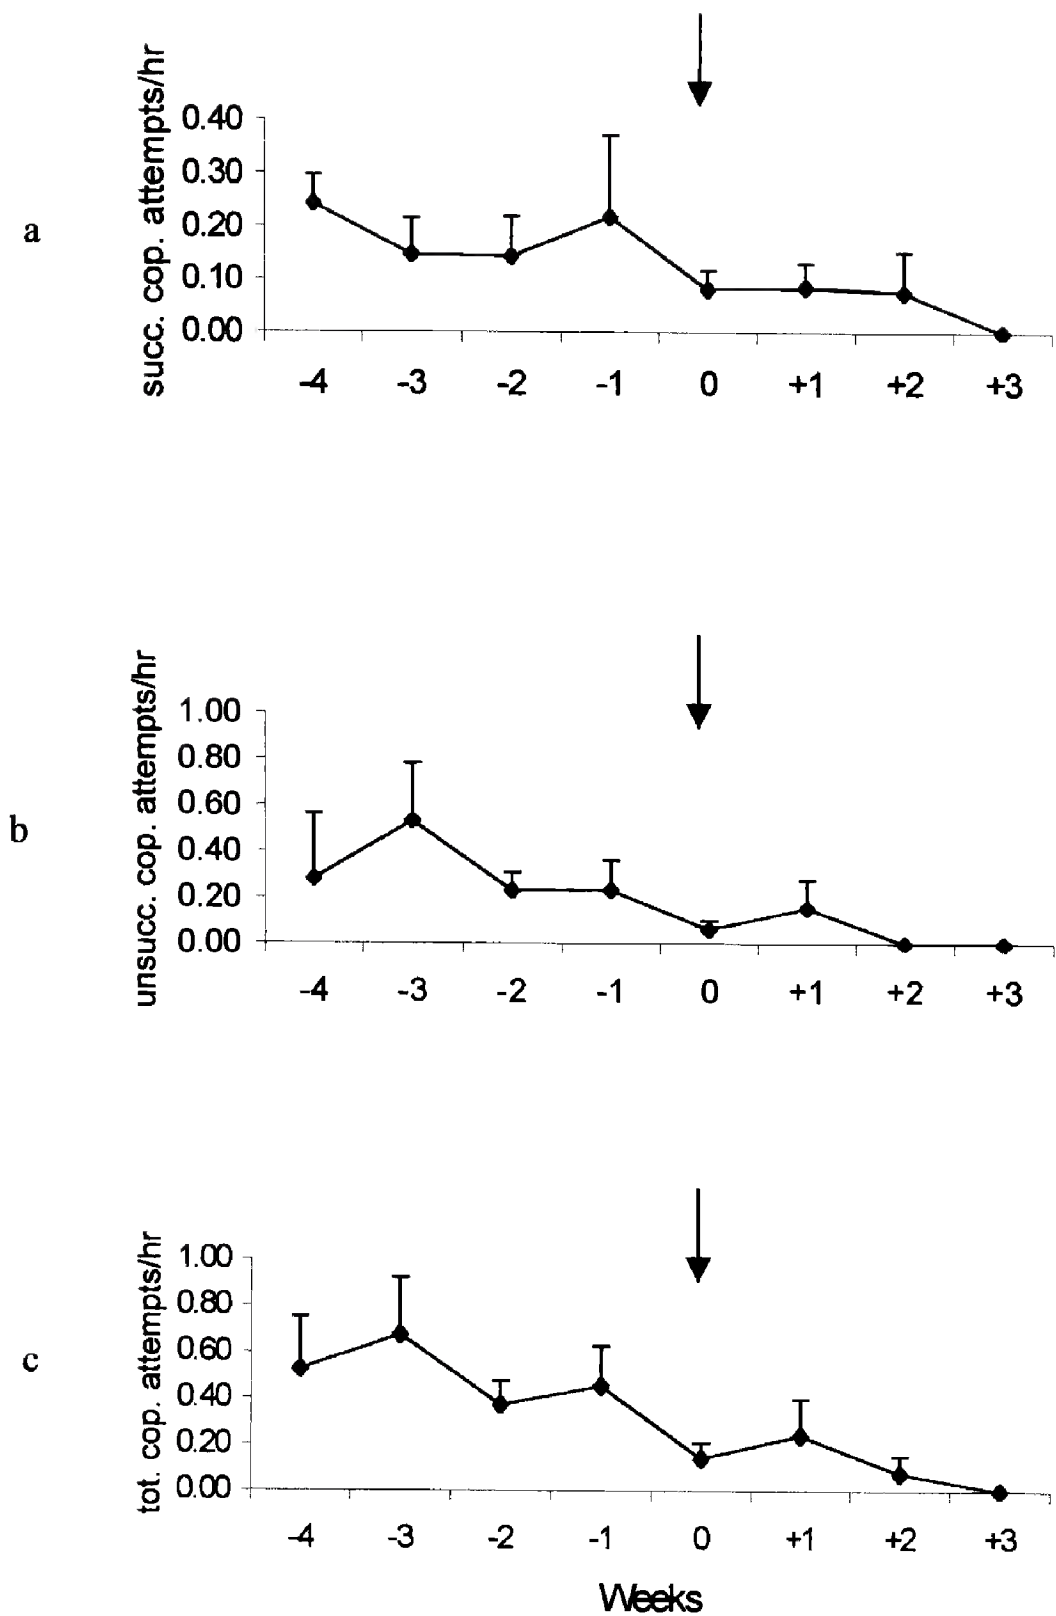 a
succ. cop. attempts/hr
0.40
0.30
0.20
0.10
0.00
-4 -3 -2 -1 0 +1 +2 +3
b
unsucc. cop. attempts/hr
1.00
0.80
0.60
0.40
0.20
0.00
-4 -3 -2 -1 0 +1 +2 +3
c
tot. cop. attempts/hr
1.00
0.80
0.60
0.40
0.20
0.00
-4 -3 -2 -1 0 +1 +2 +3
Weeks